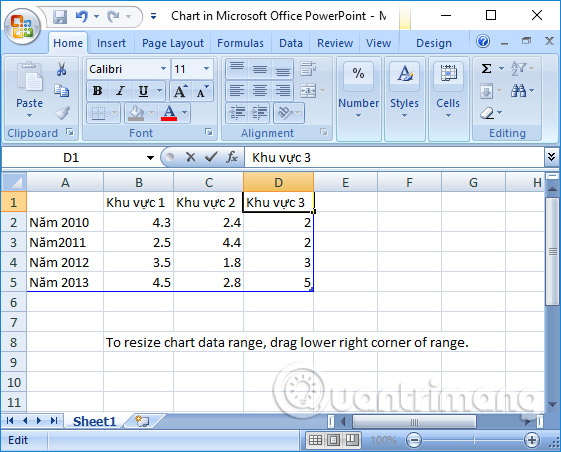 Chart in Microsoft Office PowerPoint - M
Home Insert Page Layout Formulas Data Review View Design
Paste
Clipboard
Calibri 11
B I U A A
A
Font
Alignment
%
Number
A
Styles
Cells
Σ
Editing
D1 fx Khu vực 3
A B C D E F G H
1 Khu vực 1 Khu vực 2 Khu vực 3
2 Năm 2010 4.3 2.4 2
3 Năm2011 2.5 4.4 2
4 Năm 2012 3.5 1.8 3
5 Năm 2013 4.5 2.8 5
6
7
8 To resize chart data range, drag lower right corner of range.
9
10
11
Quantrimang
Sheet1
Edit 100%